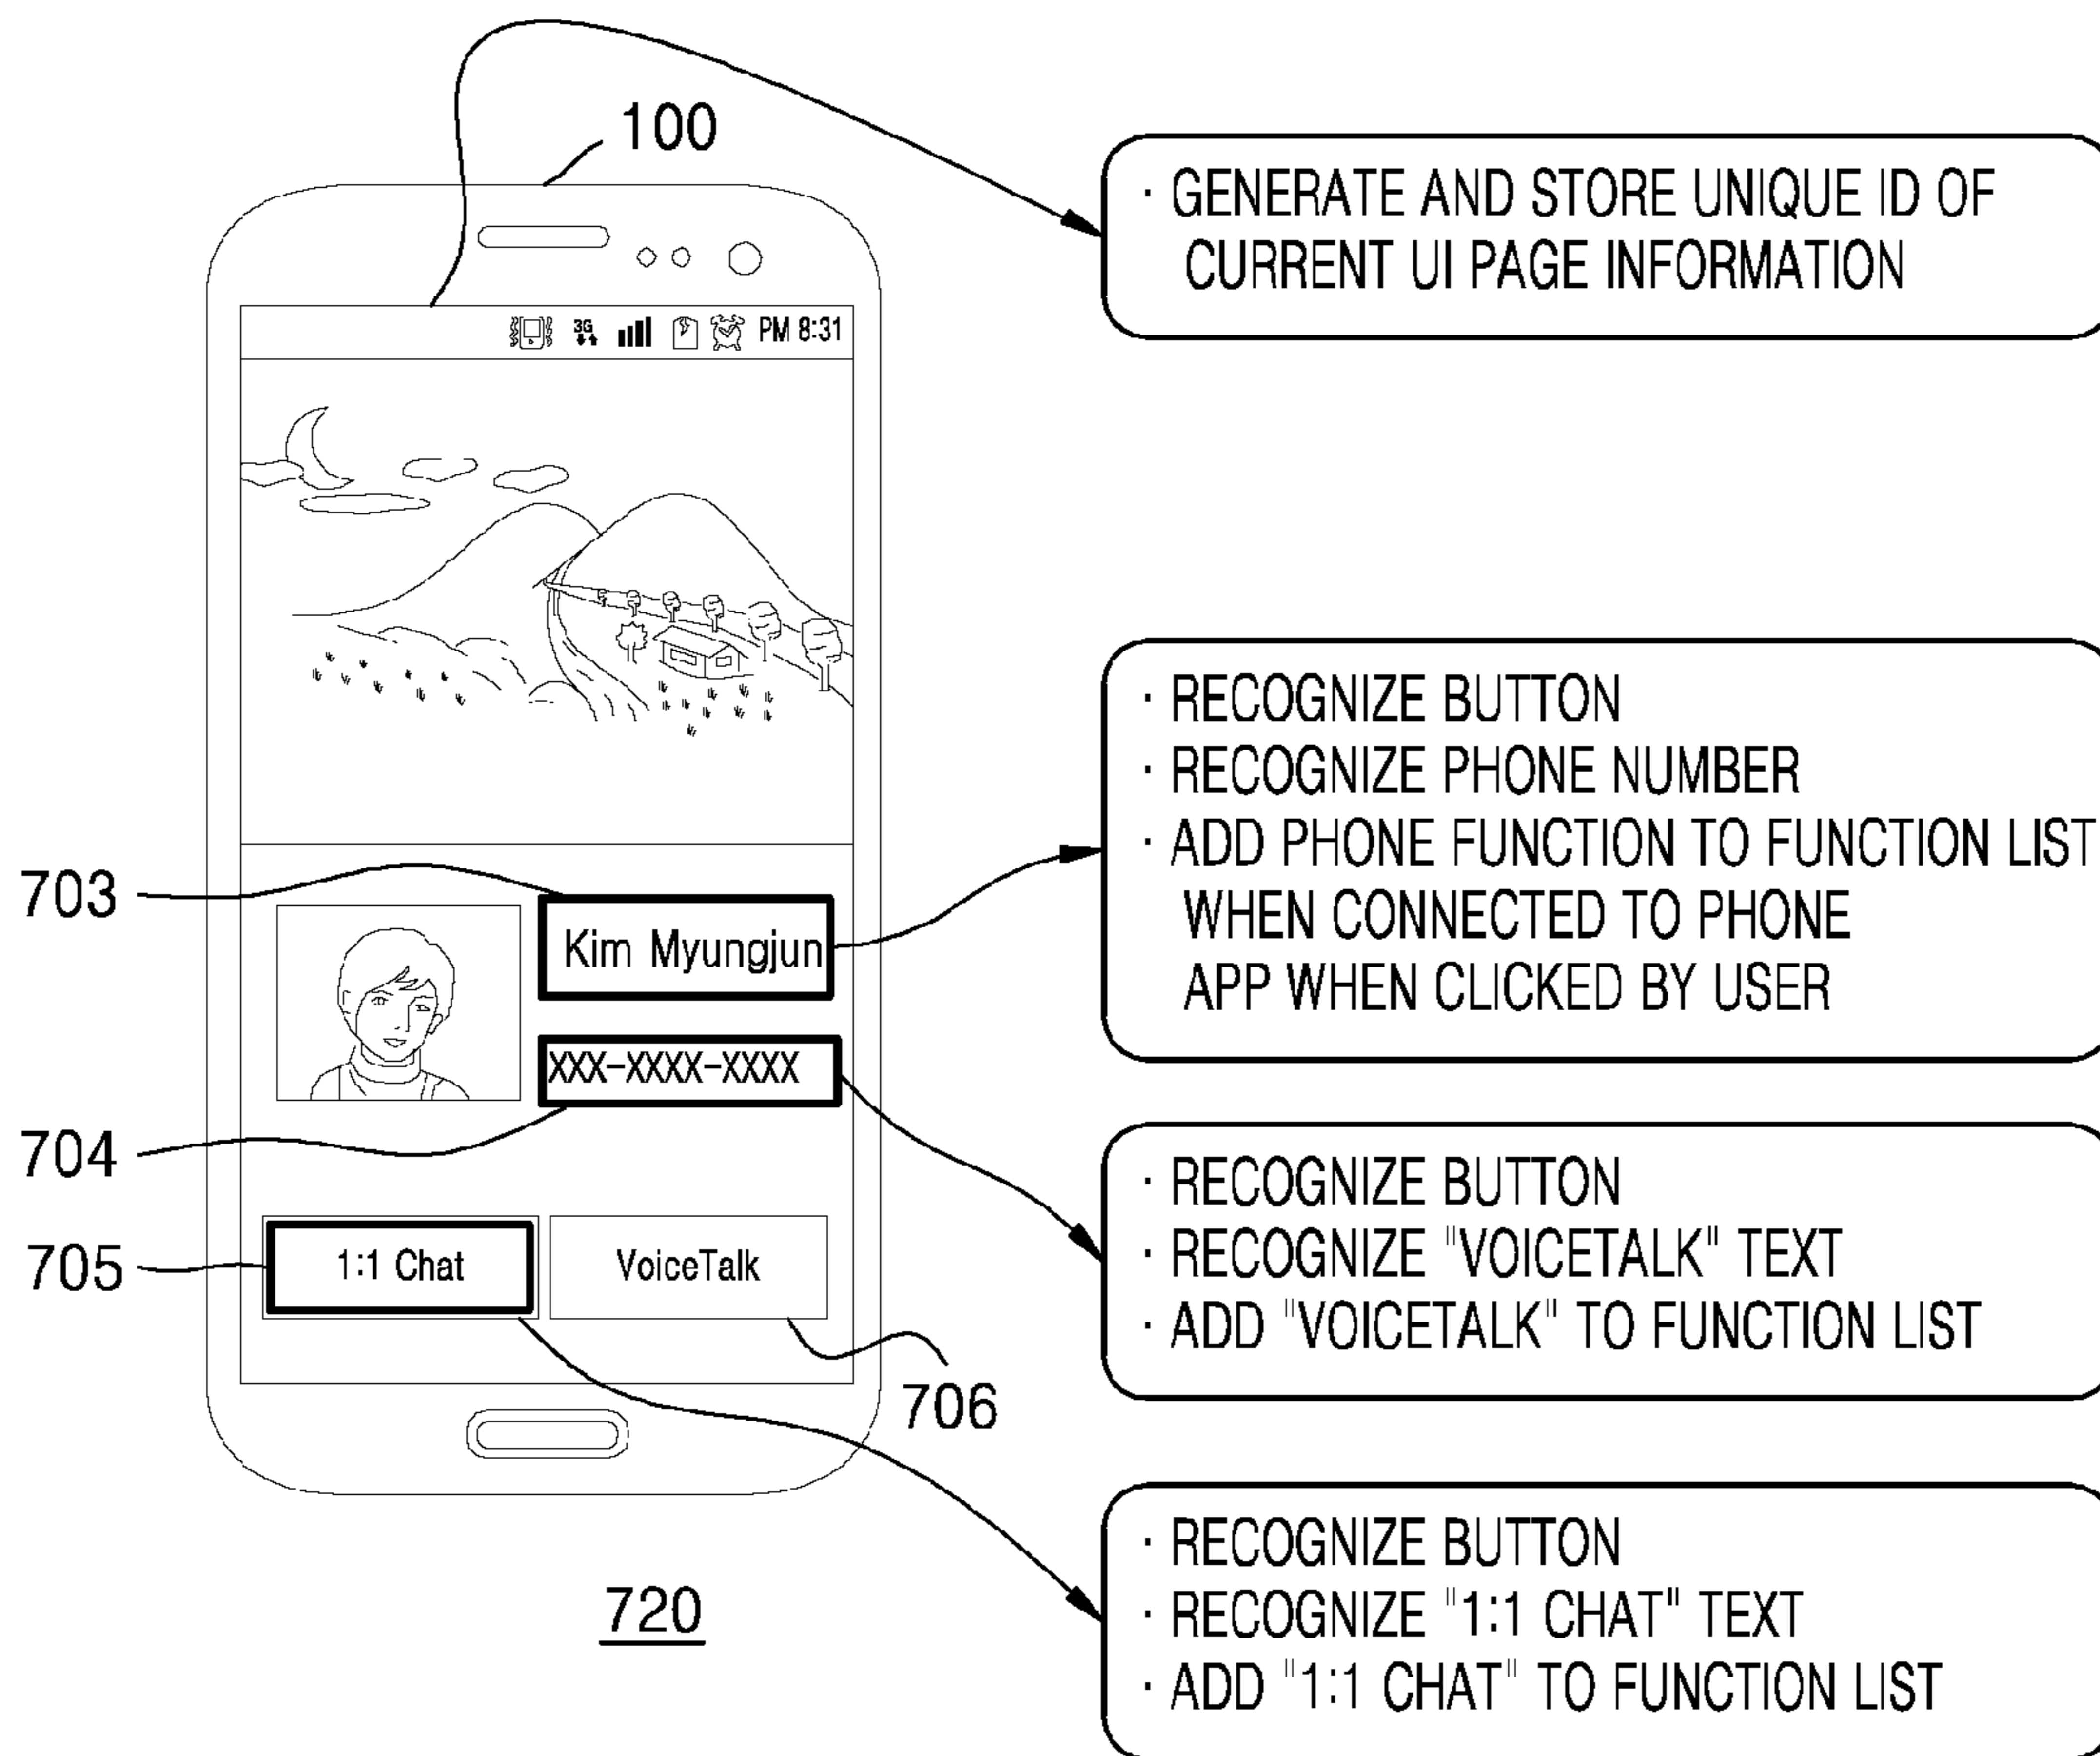 100
· GENERATE AND STORE UNIQUE ID OF
CURRENT UI PAGE INFORMATION
3G
PM 8:31
· RECOGNIZE BUTTON
· RECOGNIZE PHONE NUMBER
· ADD PHONE FUNCTION TO FUNCTION LIST
WHEN CONNECTED TO PHONE
APP WHEN CLICKED BY USER
703
Kim Myungjun
XXX-XXXX-XXXX
704
· RECOGNIZE BUTTON
· RECOGNIZE "VOICETALK" TEXT
· ADD "VOICETALK" TO FUNCTION LIST
705
1:1 Chat
VoiceTalk
706
· RECOGNIZE BUTTON
· RECOGNIZE "1:1 CHAT" TEXT
· ADD "1:1 CHAT" TO FUNCTION LIST
720